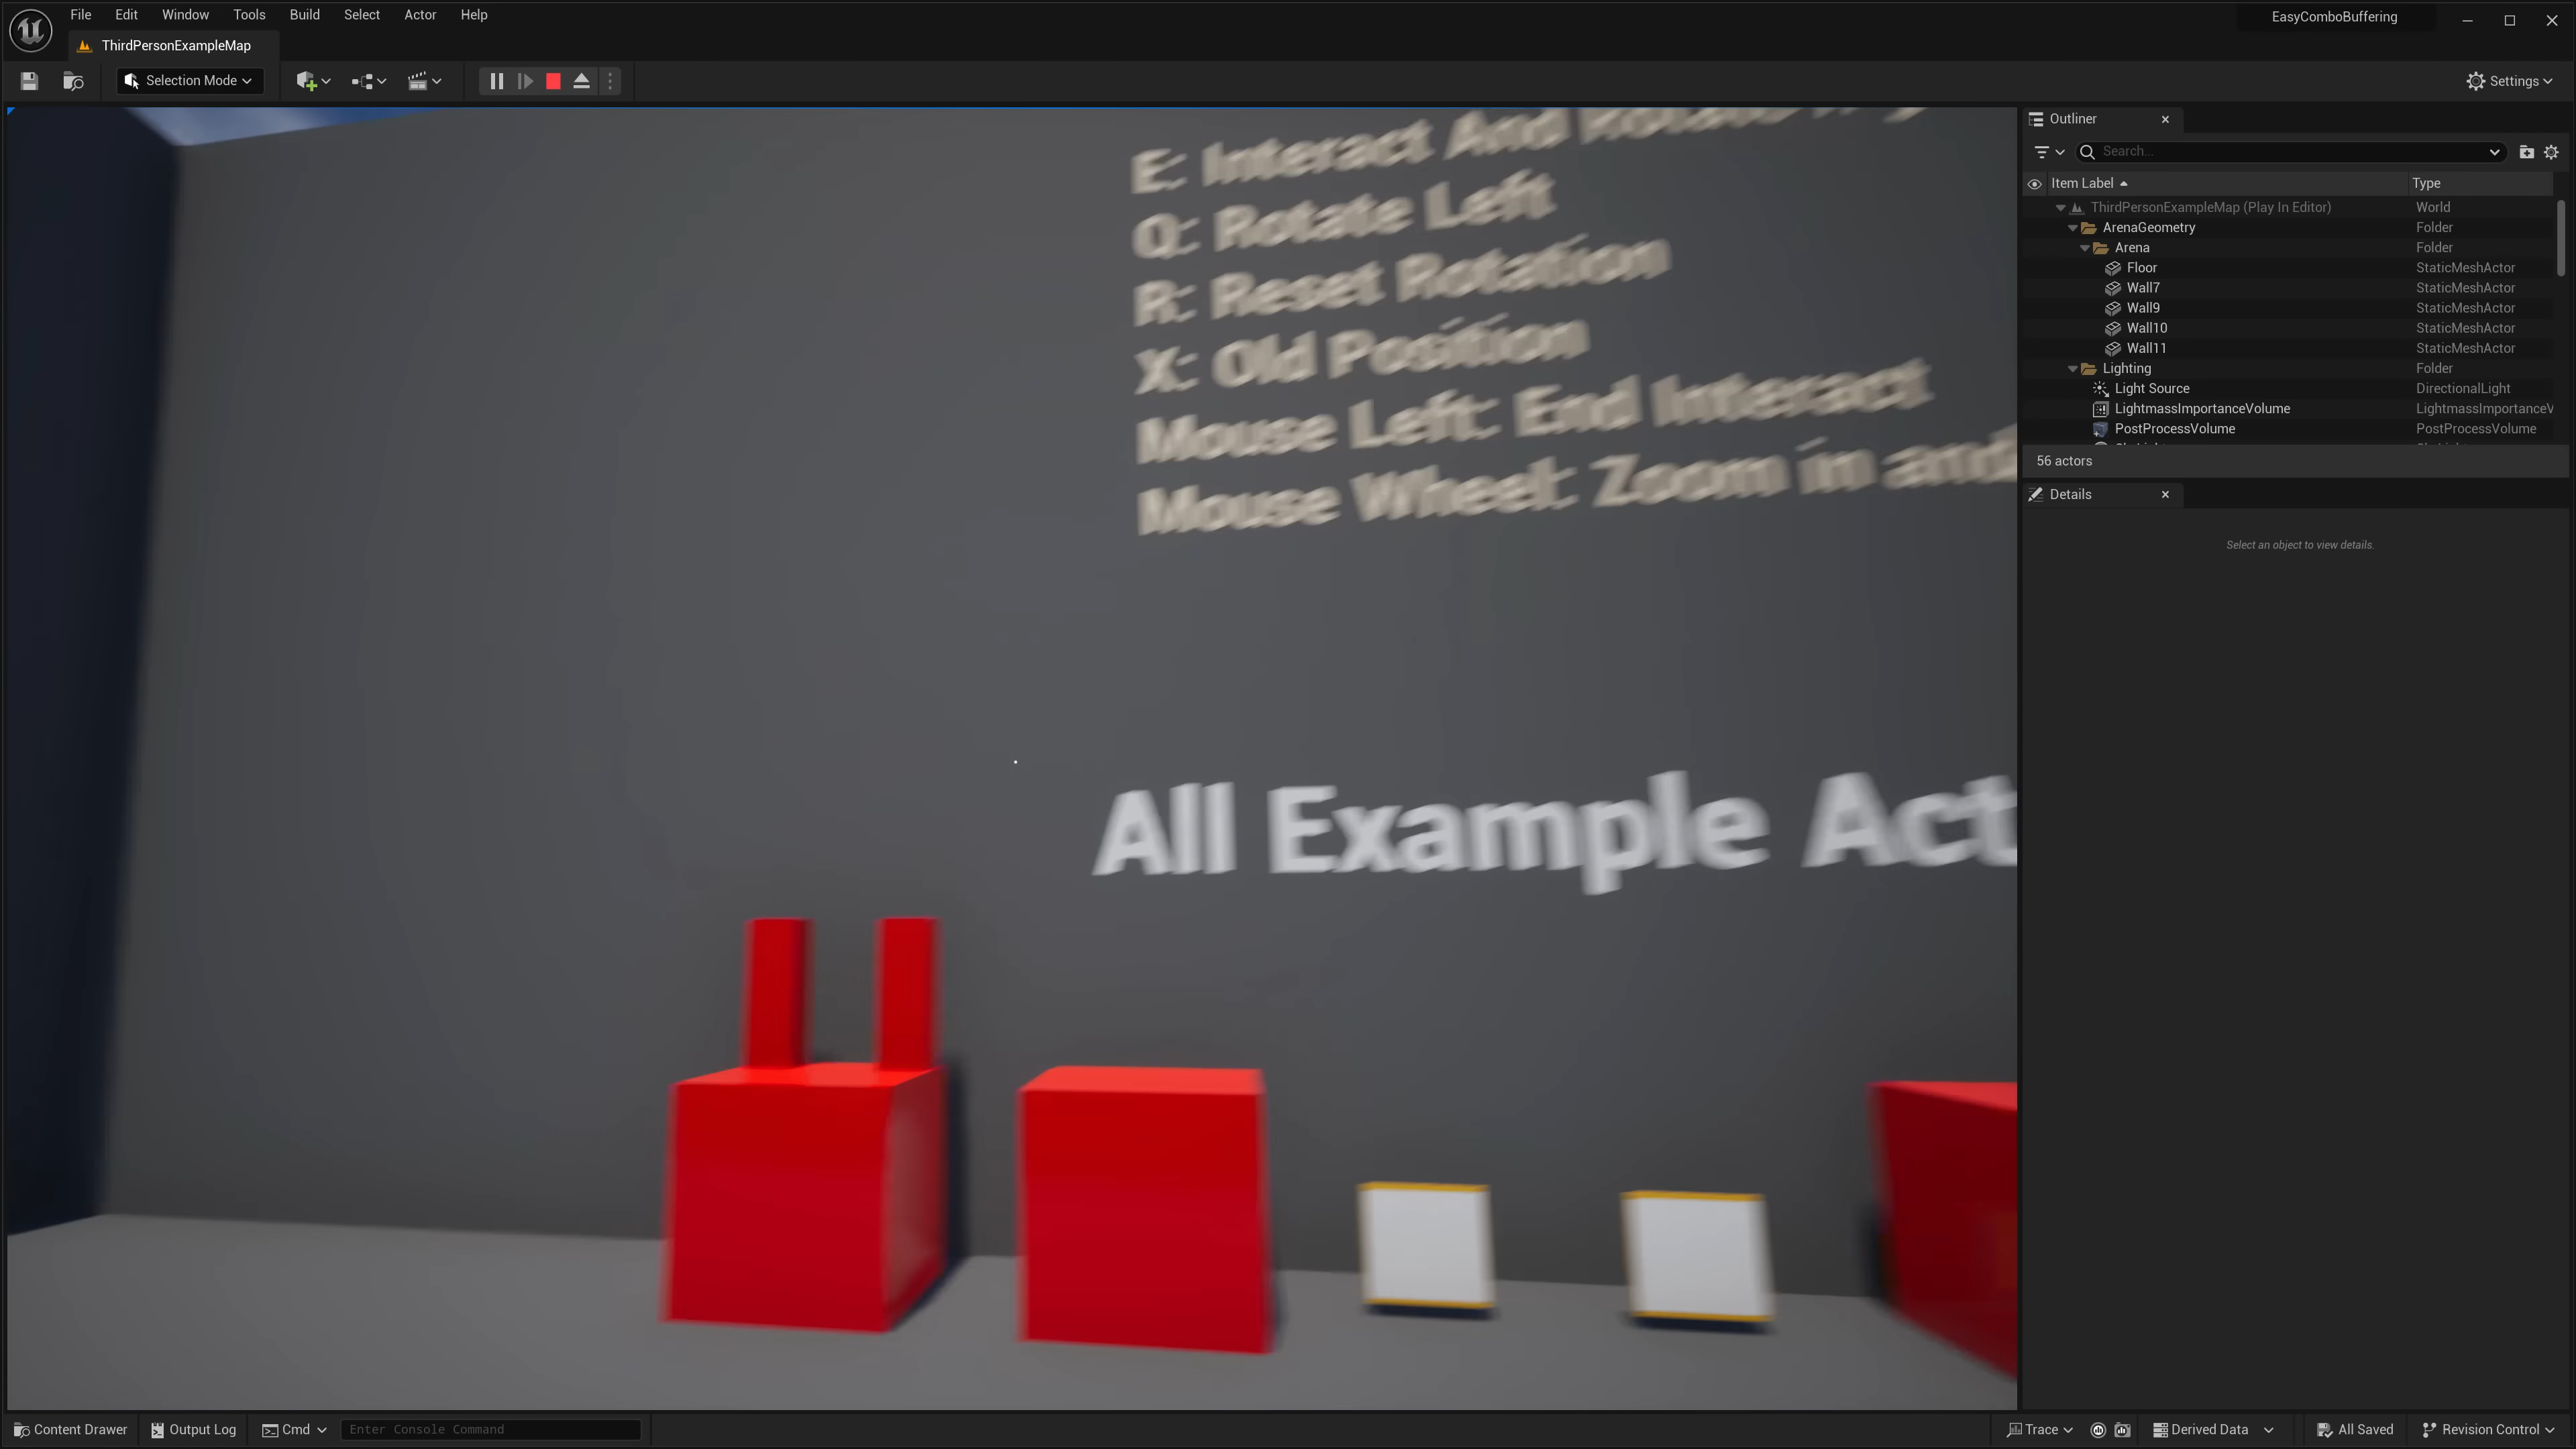 File Edit Window Tools Build Select Actor Help
EasyComboBuffering
ThirdPersonExampleMap
Selection Mode
Settings
E: Interact And Rotate
Q: Rotate Left
R: Reset Rotation
X: Old Position
Mouse Left: End Interact
Mouse Wheel: Zoom in and
All Example Act
Outliner
Search...
Item Label Type
ThirdPersonExampleMap (Play In Editor) World
ArenaGeometry Folder
Arena Folder
Floor StaticMeshActor
Wall7 StaticMeshActor
Wall9 StaticMeshActor
Wall10 StaticMeshActor
Wall11 StaticMeshActor
Lighting Folder
Light Source DirectionalLight
LightmassImportanceVolume LightmassImportanceV
PostProcessVolume PostProcessVolume
56 actors
Details
Select an object to view details.
Content Drawer Output Log Cmd Enter Console Command Trace Derived Data All Saved Revision Control